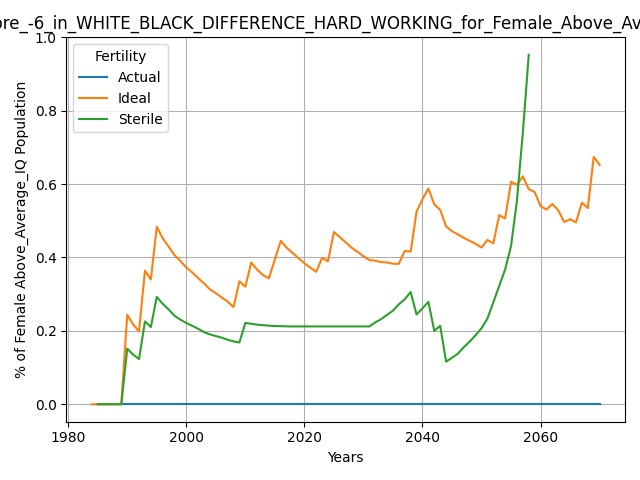 ore_-6_in_WHITE_BLACK_DIFFERENCE_HARD_WORKING_for_Female_Above_Av
Fertility
Actual
Ideal
Sterile
% of Female Above_Average_IQ Population
1.0
0.8
0.6
0.4
0.2
0.0
1980
2000
2020
2040
2060
Years